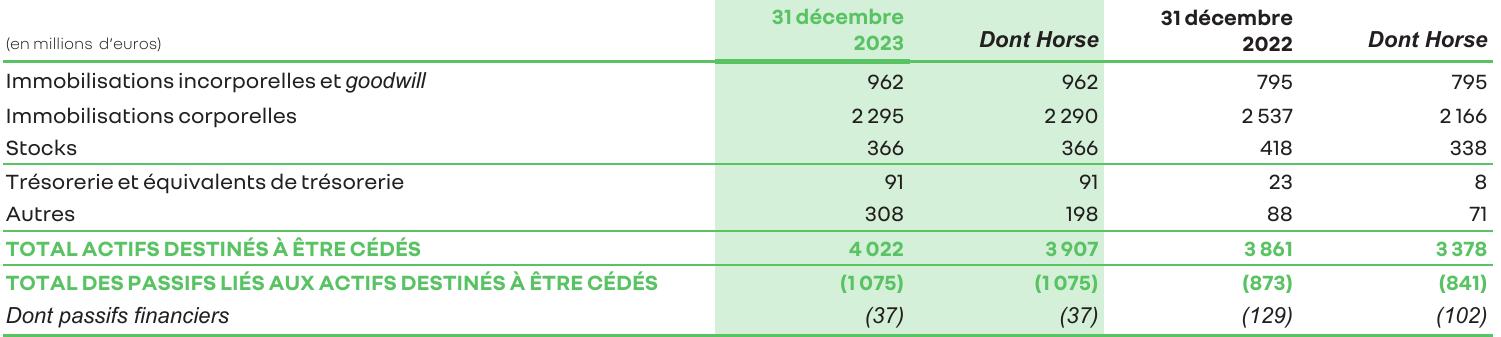 31 décembre 31 décembre
(en millions d’euros) 2023 Dont Horse 2022 Dont Horse
Immobilisations incorporelles et goodwill 962 962 795 795
Immobilisations corporelles 2 295 2 290 2 537 2 166
Stocks 366 366 418 338
Trésorerie et équivalents de trésorerie 91 91 23 8
Autres 308 198 88 71
TOTAL ACTIFS DESTINÉS À ÊTRE CÉDÉS 4 022 3 907 3 861 3 378
TOTAL DES PASSIFS LIÉS AUX ACTIFS DESTINÉS À ÊTRE CÉDÉS (1 075) (1 075) (873) (841)
Dont passifs financiers (37) (37) (129) (102)